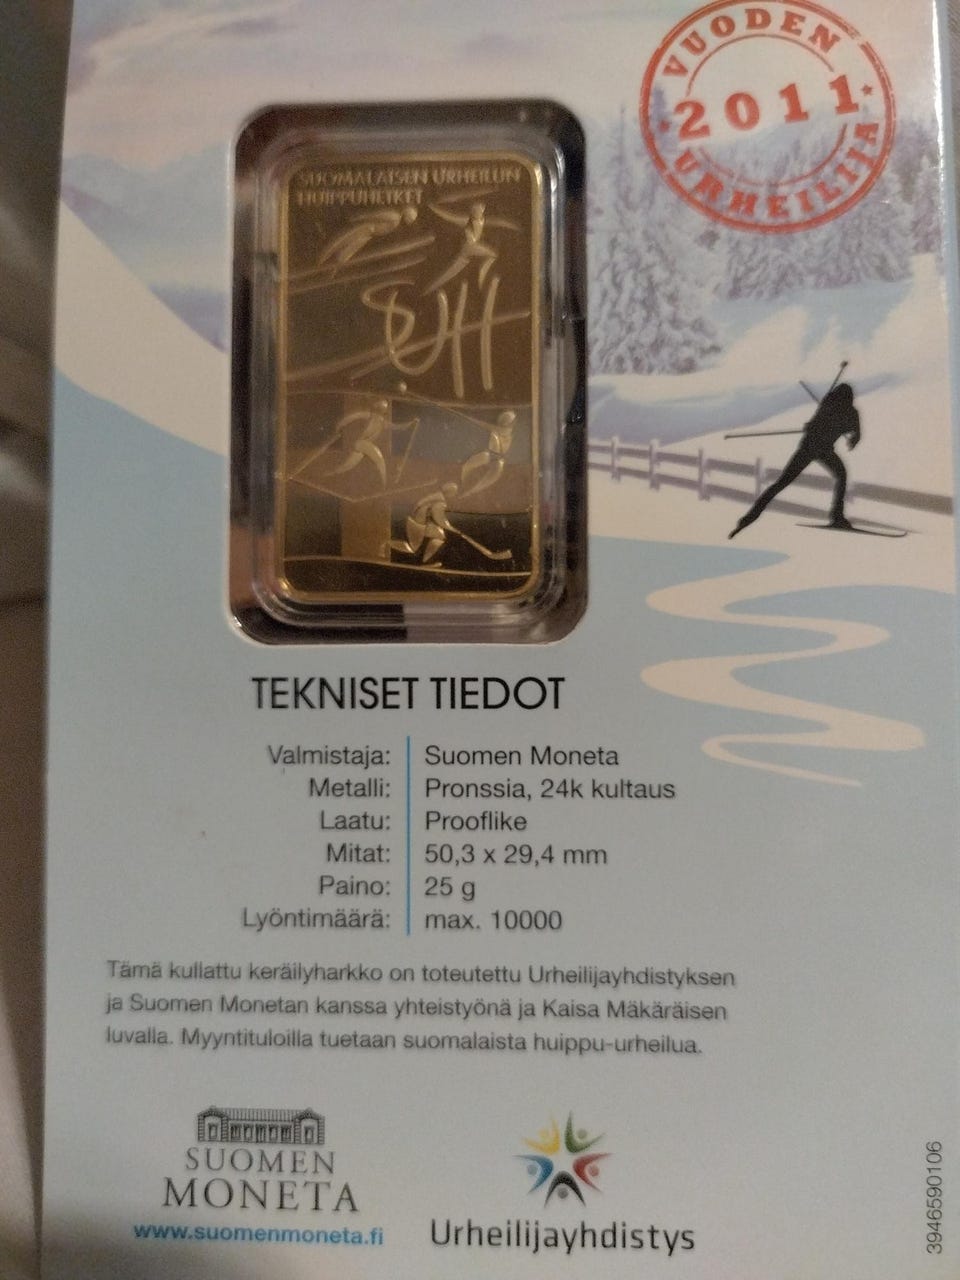 VUODEN
2011
URHEILIJA
SUOMALAISEN URHEILUN
HUIPPUHETKET
TEKNISET TIEDOT
Valmistaja: Suomen Moneta
Metalli: Pronssia, 24k kultaus
Laatu: Prooflike
Mitat: 50,3 x 29,4 mm
Paino: 25 g
Lyöntimäärä: max. 10000
Tämä kullattu keräilyharkko on toteutettu Urheilijayhdistyksen
ja Suomen Monetan kanssa yhteistyönä ja Kaisa Mäkäräisen
luvalla. Myyntituloilla tuetaan suomalaista huippu-urheilua.
SUOMEN
MONETA
www.suomenmoneta.fi
Urheilijayhdistys
3946590106